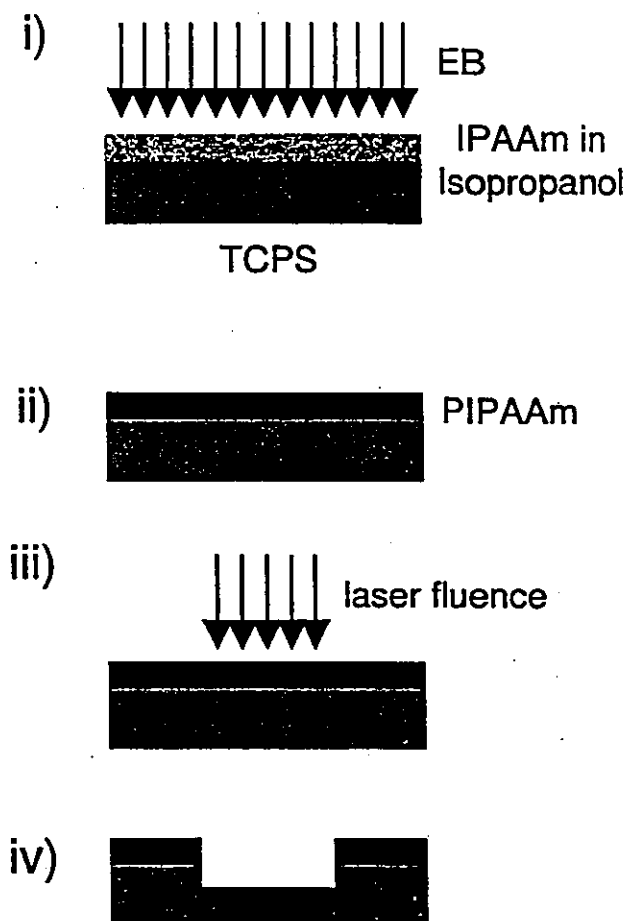 i)
EB
IPAAm in
Isopropanol
TCPS
ii)
PIPAAm
iii)
laser fluence
iv)